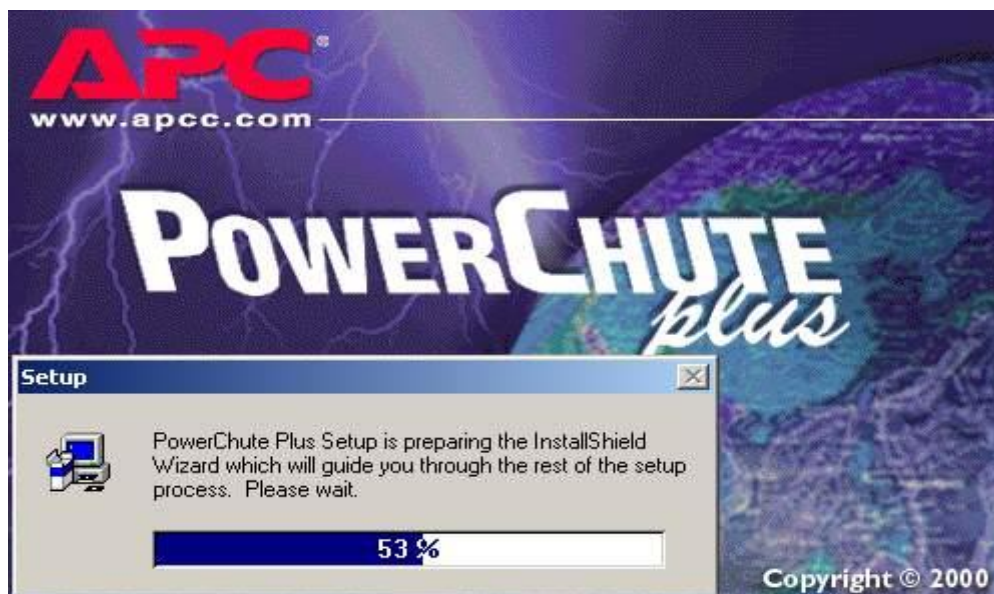 APC®
www.apcc.com
POWERCHUTE
plus
Setup
PowerChute Plus Setup is preparing the InstallShield
Wizard which will guide you through the rest of the setup
process.  Please wait.
53 %
Copyright © 2000